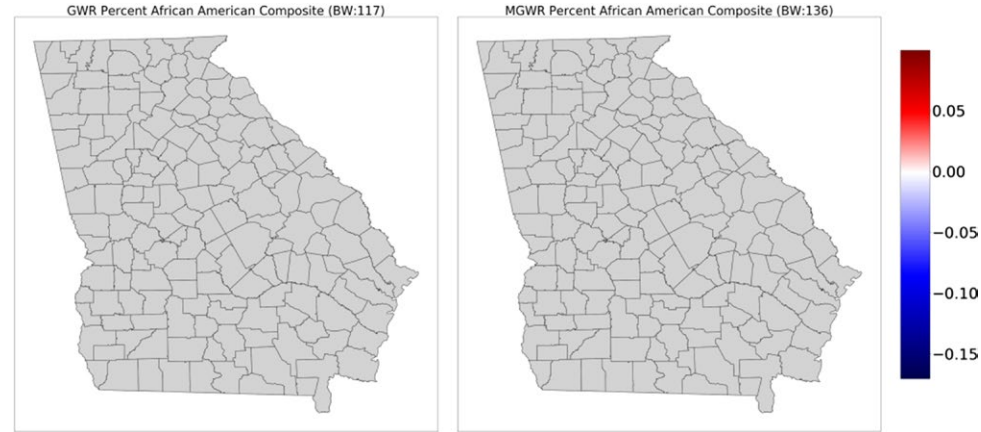 GWR Percent African American Composite (BW:117)
MGWR Percent African American Composite (BW:136)
0.05
0.00
−0.05
−0.10
−0.15